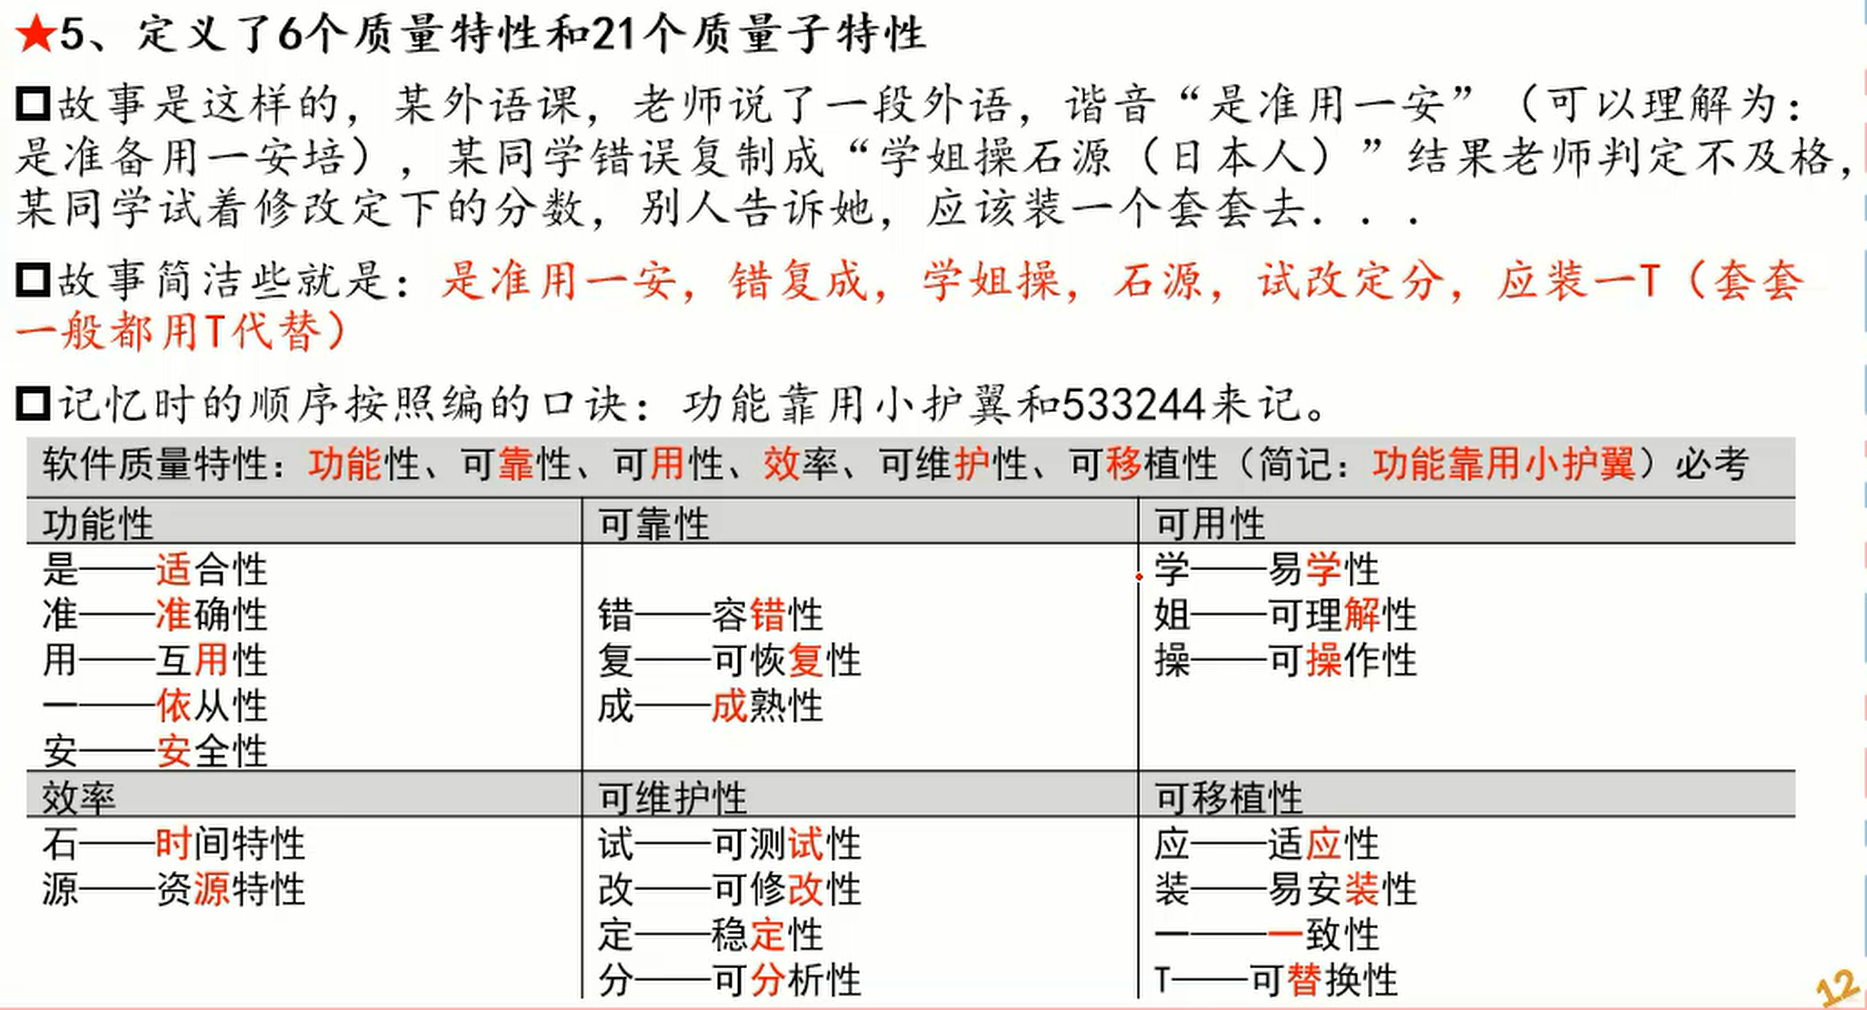 ★5、定义了6个质量特性和21个质量子特性
故事是这样的，某外语课，老师说了一段外语，谐音“是准用一安”（可以理解为：
是准备用一安培），某同学错误复制成“学姐操石源（日本人）”结果老师判定不及格，
某同学试着修改定下的分数，别人告诉她，应该装一个套套去．．．
故事简洁些就是：是准用一安，错复成，学姐操，石源，试改定分，应装一T（套套
一般都用T代替）
记忆时的顺序按照编的口诀：功能靠用小护翼和533244来记。
软件质量特性：功能性、可靠性、可用性、效率、可维护性、可移植性（简记：功能靠用小护翼）必考
功能性
是——适合性
准——准确性
用——互用性
一——依从性
安——安全性
可靠性
错——容错性
复——可恢复性
成——成熟性
可用性
学——易学性
姐——可理解性
操——可操作性
效率
石——时间特性
源——资源特性
可维护性
试——可测试性
改——可修改性
定——稳定性
分——可分析性
可移植性
应——适应性
装——易安装性
一——一致性
T——可替换性
12